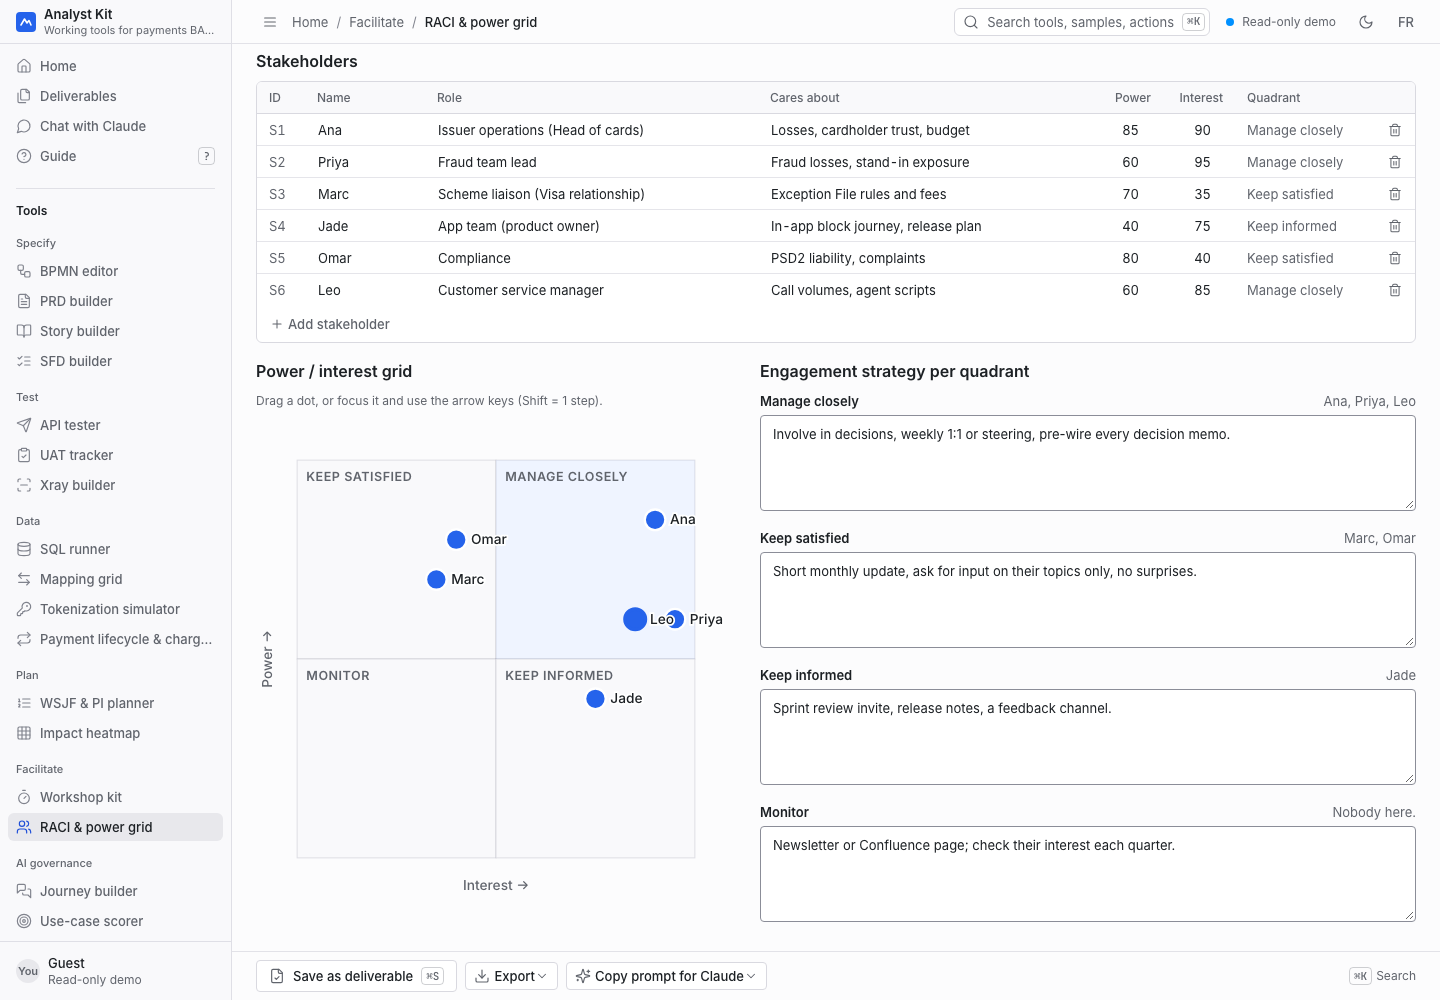 Analyst Kit
Working tools for payments BA...
Home / Facilitate / RACI & power grid
Search tools, samples, actions ⌘K
Read-only demo
FR
Home
Deliverables
Chat with Claude
Guide ?
Tools
Specify
BPMN editor
PRD builder
Story builder
SFD builder
Test
API tester
UAT tracker
Xray builder
Data
SQL runner
Mapping grid
Tokenization simulator
Payment lifecycle & charg...
Plan
WSJF & PI planner
Impact heatmap
Facilitate
Workshop kit
RACI & power grid
AI governance
Journey builder
Use-case scorer
You
Guest
Read-only demo
Stakeholders
ID Name Role Cares about Power Interest Quadrant
S1 Ana Issuer operations (Head of cards) Losses, cardholder trust, budget 85 90 Manage closely
S2 Priya Fraud team lead Fraud losses, stand-in exposure 60 95 Manage closely
S3 Marc Scheme liaison (Visa relationship) Exception File rules and fees 70 35 Keep satisfied
S4 Jade App team (product owner) In-app block journey, release plan 40 75 Keep informed
S5 Omar Compliance PSD2 liability, complaints 80 40 Keep satisfied
S6 Leo Customer service manager Call volumes, agent scripts 60 85 Manage closely
+ Add stakeholder
Power / interest grid
Drag a dot, or focus it and use the arrow keys (Shift = 1 step).
KEEP SATISFIED
MANAGE CLOSELY
Ana
Omar
Marc
Leo
Priya
MONITOR
KEEP INFORMED
Jade
Power →
Interest →
Engagement strategy per quadrant
Manage closely Ana, Priya, Leo
Involve in decisions, weekly 1:1 or steering, pre-wire every decision memo.
Keep satisfied Marc, Omar
Short monthly update, ask for input on their topics only, no surprises.
Keep informed Jade
Sprint review invite, release notes, a feedback channel.
Monitor Nobody here.
Newsletter or Confluence page; check their interest each quarter.
Save as deliverable ⌘S
Export
Copy prompt for Claude
⌘K Search